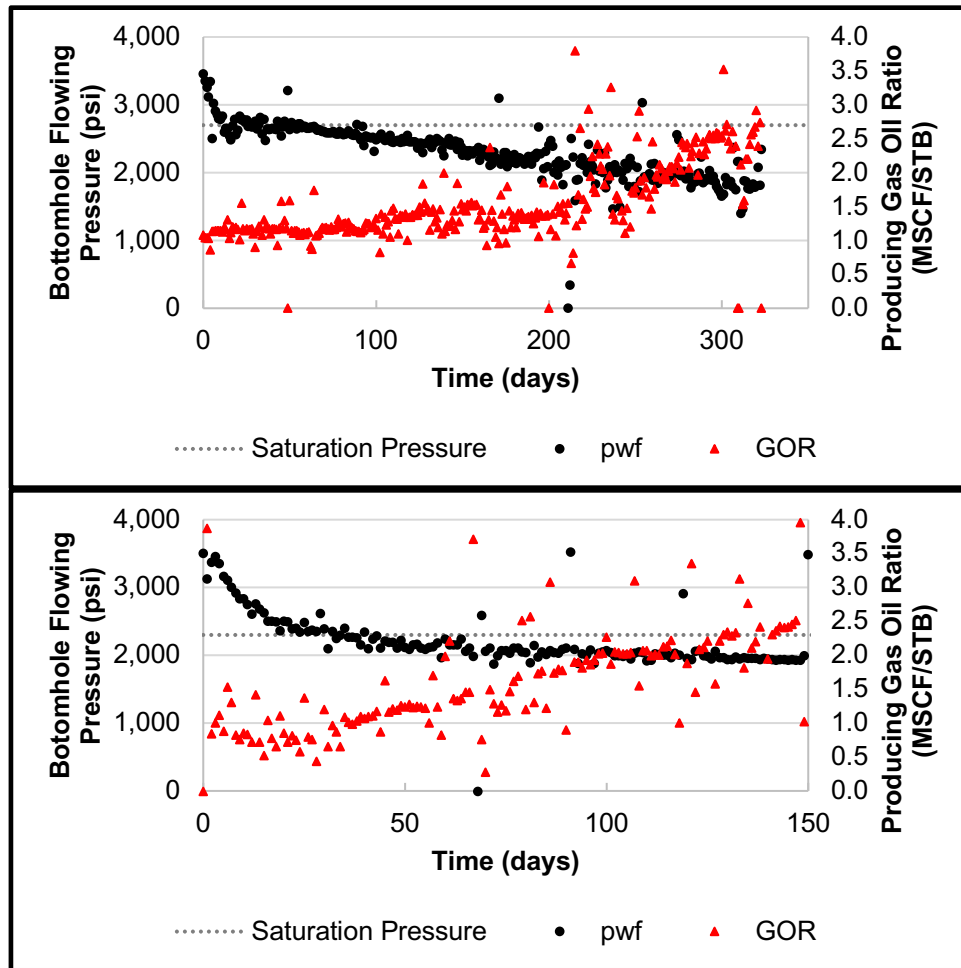 4,000
3,000
2,000
1,000
0
Bottomhole Flowing
Pressure (psi)
4.0
3.5
3.0
2.5
2.0
1.5
1.0
0.5
0.0
Producing Gas OIl Ratio
(MSCF/STB)
0 100 200 300
Time (days)
Saturation Pressure pwf GOR
4,000
3,000
2,000
1,000
0
Botomhole Flowing
Pressure (psi)
4.0
3.5
3.0
2.5
2.0
1.5
1.0
0.5
0.0
Producing Gas OIl Ratio
(MSCF/STB)
0 50 100 150
Time (days)
Saturation Pressure pwf GOR